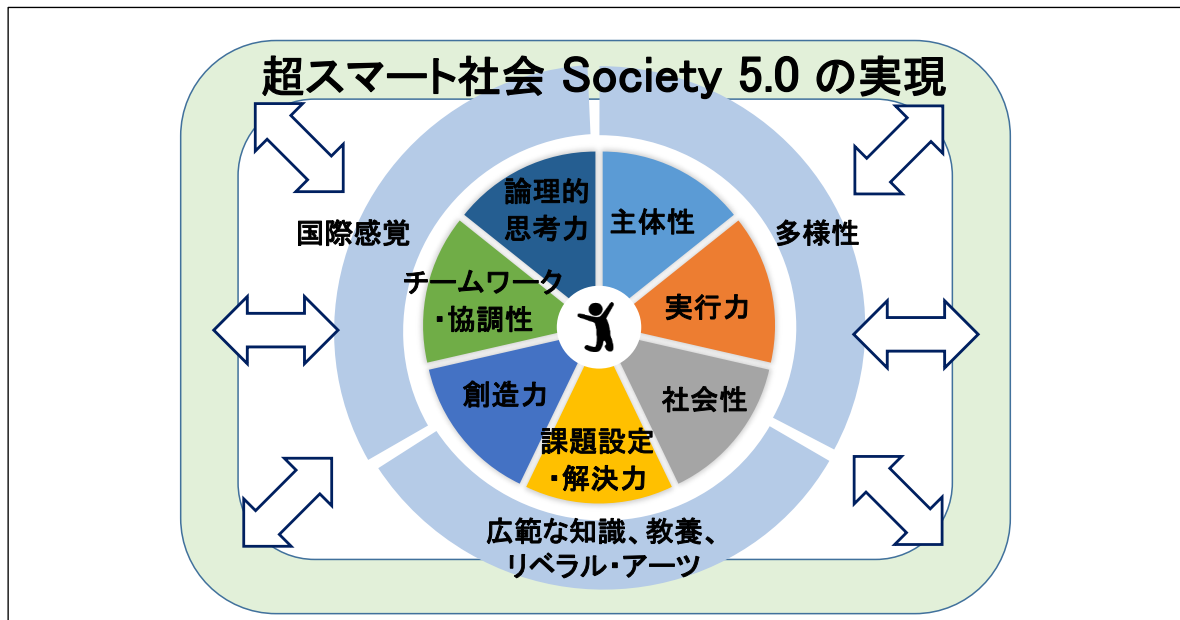 超スマート社会 Society 5.0 の実現
国際感覚
多様性
論理的
思考力
主体性
チームワーク
・協調性
実行力
創造力
社会性
課題設定
・解決力
広範な知識、教養、
リベラル・アーツ